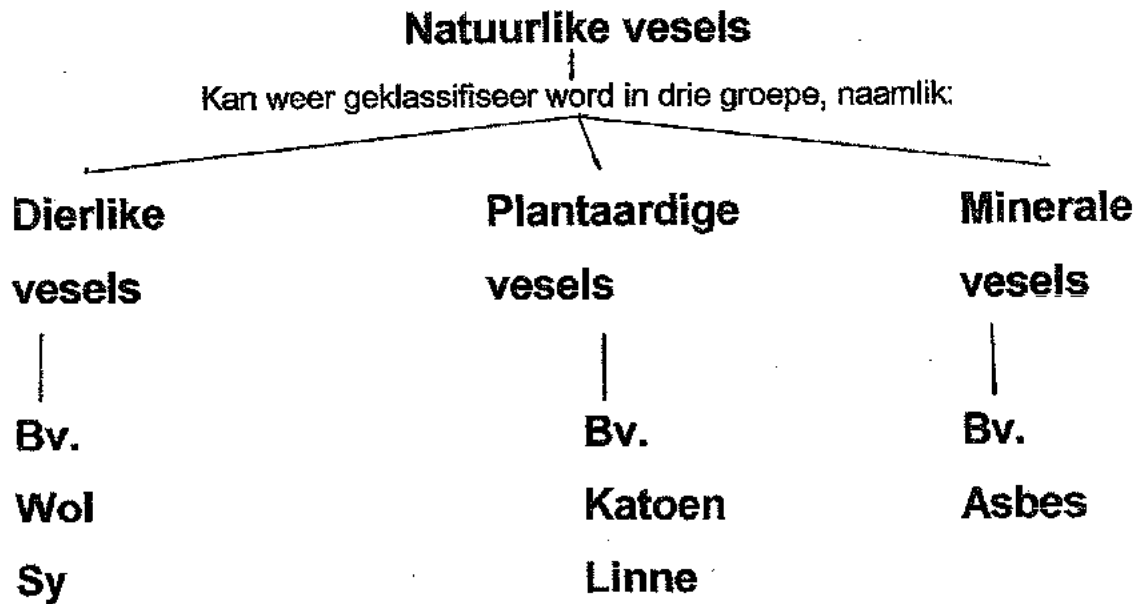 Natuurlike vesels
Kan weer geklassifiseer word in drie groepe, naamlik:
Dierlike
vesels
Bv.
Wol
Sy
Plantaardige
vesels
Bv.
Katoen
Linne
Minerale
vesels
Bv.
Asbes